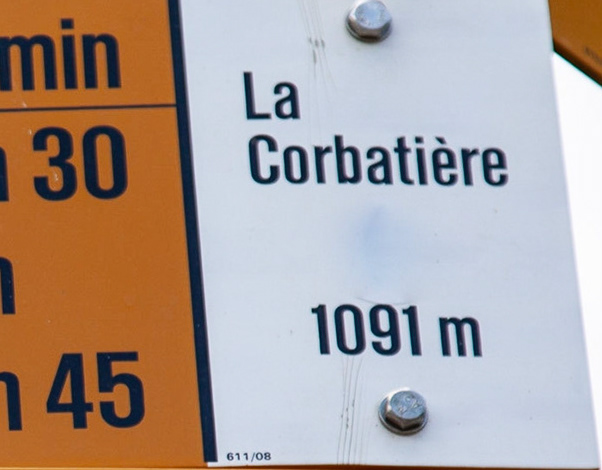 min
La
h 30
Corbatière
h
1091 m
h 45
611/08